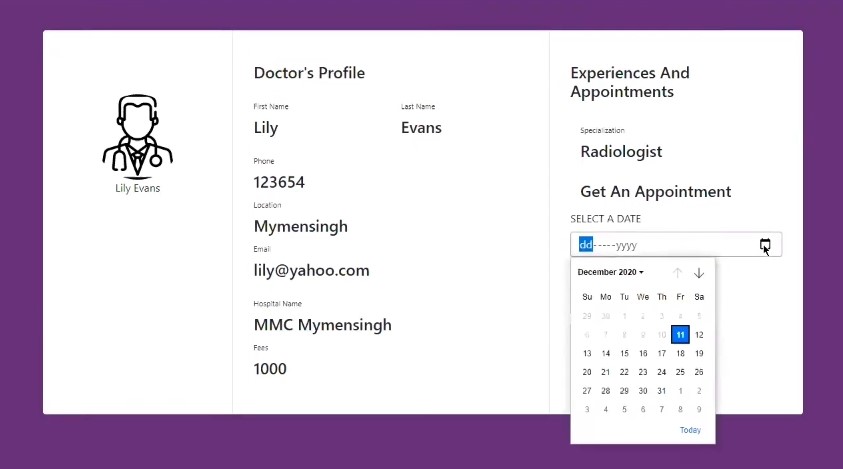 Lily Evans
Doctor's Profile
First Name
Last Name
Lily
Evans
Phone
123654
Location
Mymensingh
Email
lily@yahoo.com
Hospital Name
MMC Mymensingh
Fees
1000
Experiences And
Appointments
Specialization
Radiologist
Get An Appointment
SELECT A DATE
dd-----yyyy
December 2020
Su Mo Tu We Th Fr Sa
29 30 1 2 3 4 5
6 7 8 9 10 11 12
13 14 15 16 17 18 19
20 21 22 23 24 25 26
27 28 29 30 31 1 2
3 4 5 6 7 8 9
Today